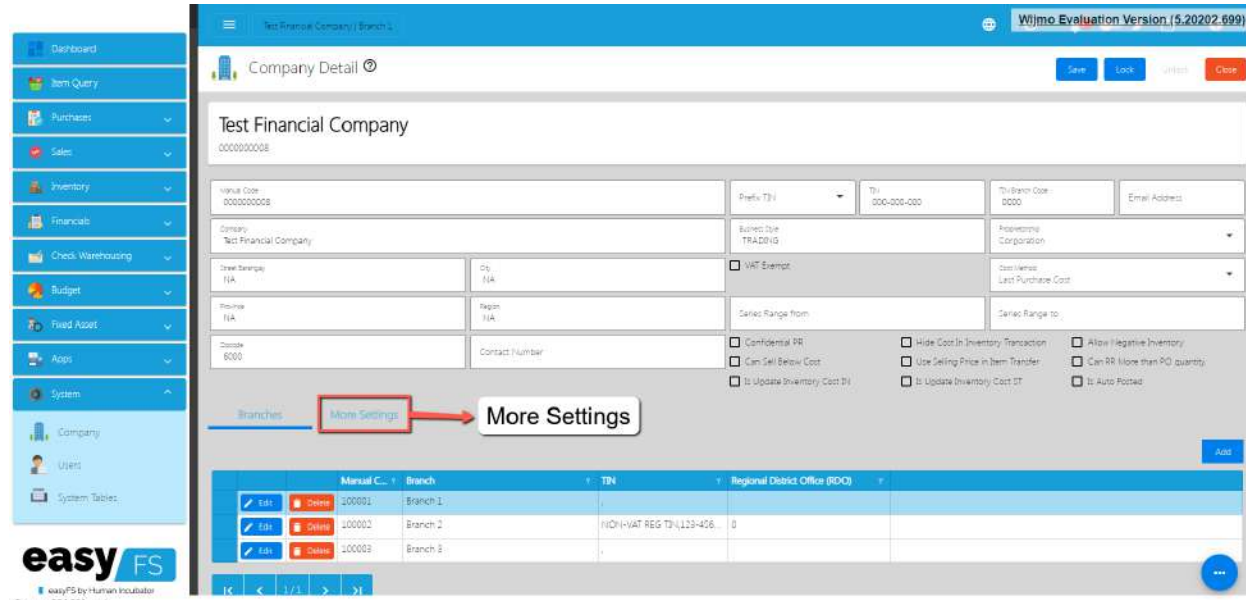 Test Financial Company | Branch 1
Wijmo Evaluation Version (5.20202.699)
Dashboard
Item Query
Purchases
Sales
Inventory
Financials
Check Warehousing
Budget
Fixed Asset
Apps
System
Company
Users
System Tables
easyFS
easyFS by Human Incubator
Company Detail
Save
Lock
Unlock
Close
Test Financial Company
0000000008
Manual Code
0000000008
Prefix TIN
TIN
000-000-000
TIN Branch Code
0000
Email Address
Company
Test Financial Company
Business Style
TRADING
Proprietorship
Corporation
Street Barangay
NA
City
NA
VAT Exempt
Cost Method
Last Purchase Cost
Province
NA
Region
NA
Series Range from
Series Range to
Zipcode
6000
Contact Number
Confidential PR
Hide Cost In Inventory Transaction
Allow Negative Inventory
Can Sell Below Cost
Use Selling Price in Item Transfer
Can RR More than PO quantity
Is Update Inventory Cost IN
Is Update Inventory Cost ST
Is Auto Posted
Branches
More Settings
More Settings
Add
Manual C... Branch TIN Regional District Office (RDO)
Edit Delete 100001 Branch 1 ,
Edit Delete 100002 Branch 2 NON-VAT REG TIN,123-456... 0
Edit Delete 100003 Branch 3 ,
1/1